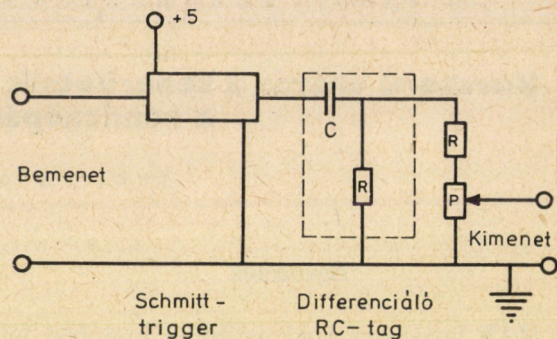 +5
C
R
R
P
Bemenet
Kimenet
Schmitt-
trigger
Differenciáló
RC-tag